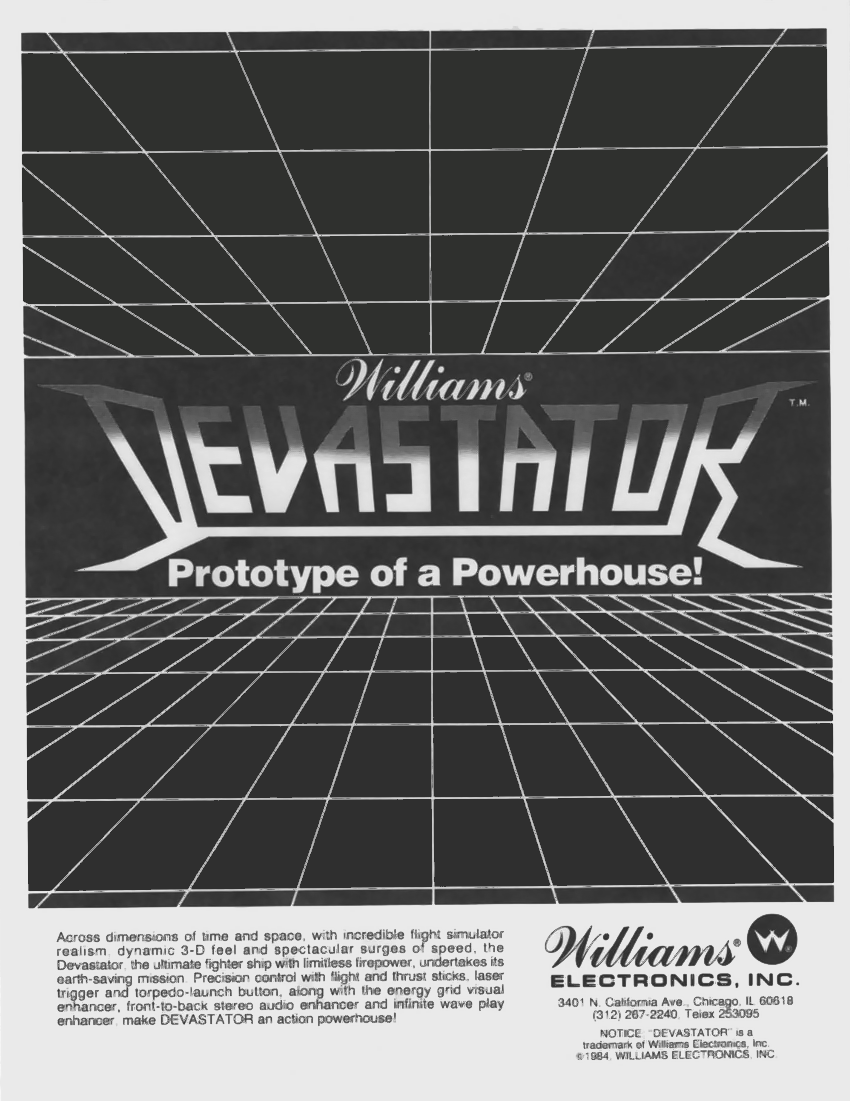 Williams®
DEVASTATOR T.M.
Prototype of a Powerhouse!
Across dimensions of time and space, with incredible flight simulator
realism, dynamic 3-D feel and spectacular surges of speed, the
Devastator, the ultimate fighter ship with limitless firepower, undertakes its
earth-saving mission. Precision control with flight and thrust sticks, laser
trigger and torpedo-launch button, along with the energy grid visual
enhancer, front-to-back stereo audio enhancer and infinite wave play
enhancer, make DEVASTATOR an action powerhouse!
Williams® W®
ELECTRONICS, INC.
3401 N. California Ave., Chicago, IL 60618
(312) 267-2240, Telex 253095
NOTICE: "DEVASTATOR" is a
trademark of Williams Electronics, Inc.
©1984, WILLIAMS ELECTRONICS, INC.